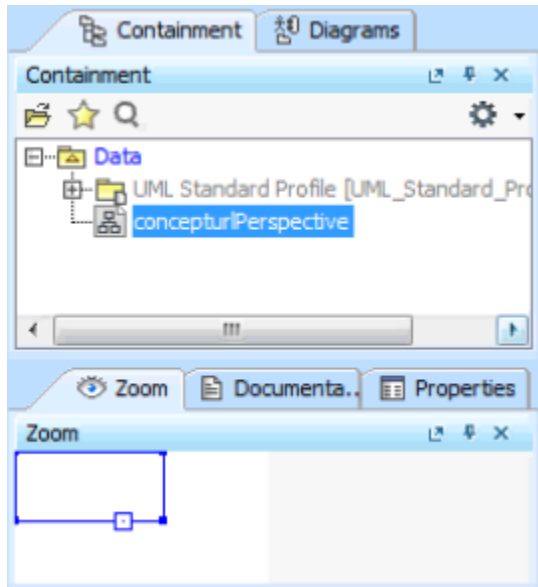 Containment Diagrams
Containment
Data
UML Standard Profile [UML_Standard_Pro
concepturlPerspective
Zoom Documenta.. Properties
Zoom